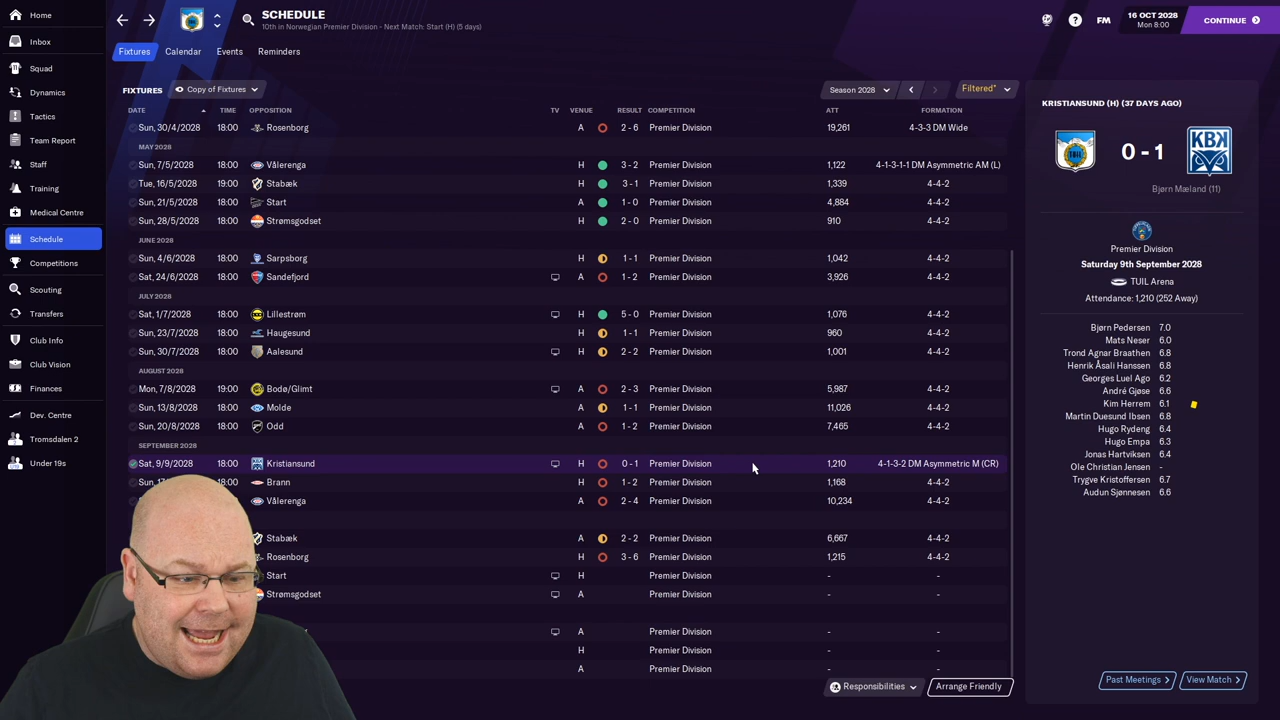 Home
Inbox
Squad
Dynamics
Tactics
Team Report
Staff
Training
Medical Centre
Schedule
Competitions
Scouting
Transfers
Club Info
Club Vision
Finances
Dev. Centre
Tromsdalen 2
Under 19s
TUIL
SCHEDULE
10th in Norwegian Premier Division - Next Match: Start (H) (5 days)
? FM 16 OCT 2028 Mon 8:00 CONTINUE
Fixtures Calendar Events Reminders
FIXTURES Copy of Fixtures Season 2028 Filtered*
DATE TIME OPPOSITION TV VENUE RESULT COMPETITION ATT FORMATION
Sun, 30/4/2028 18:00 Rosenborg A 2 - 6 Premier Division 19,261 4-3-3 DM Wide
MAY 2028
Sun, 7/5/2028 18:00 Vålerenga H 3 - 2 Premier Division 1,122 4-1-3-1-1 DM Asymmetric AM (L)
Tue, 16/5/2028 19:00 Stabæk H 3 - 1 Premier Division 1,339 4-4-2
Sun, 21/5/2028 18:00 Start A 1 - 0 Premier Division 4,884 4-4-2
Sun, 28/5/2028 18:00 Strømsgodset H 2 - 0 Premier Division 910 4-4-2
JUNE 2028
Sun, 4/6/2028 18:00 Sarpsborg H 1 - 1 Premier Division 1,042 4-4-2
Sat, 24/6/2028 18:00 Sandefjord A 1 - 2 Premier Division 3,926 4-4-2
JULY 2028
Sat, 1/7/2028 18:00 Lillestrøm H 5 - 0 Premier Division 1,076 4-4-2
Sun, 23/7/2028 18:00 Haugesund H 1 - 1 Premier Division 960 4-4-2
Sun, 30/7/2028 18:00 Aalesund H 2 - 2 Premier Division 1,001 4-4-2
AUGUST 2028
Mon, 7/8/2028 19:00 Bodø/Glimt A 2 - 3 Premier Division 5,987 4-4-2
Sun, 13/8/2028 18:00 Molde A 1 - 1 Premier Division 11,026 4-4-2
Sun, 20/8/2028 18:00 Odd A 1 - 2 Premier Division 7,465 4-4-2
SEPTEMBER 2028
Sat, 9/9/2028 18:00 Kristiansund H 0 - 1 Premier Division 1,210 4-1-3-2 DM Asymmetric M (CR)
Brann H 1 - 2 Premier Division 1,168 4-4-2
Vålerenga A 2 - 4 Premier Division 10,234 4-4-2
Stabæk A 2 - 2 Premier Division 6,667 4-4-2
Rosenborg H 3 - 6 Premier Division 1,215 4-4-2
Start H Premier Division - -
Strømsgodset A Premier Division - -
A Premier Division - -
H Premier Division - -
A Premier Division - -
Responsibilities Arrange Friendly
KRISTIANSUND (H) (37 DAYS AGO)
TUIL 0 - 1 KBK
Bjørn Mæland (11)
Premier Division
Saturday 9th September 2028
TUIL Arena
Attendance: 1,210 (252 Away)
Bjørn Pedersen 7.0
Mats Neser 6.0
Trond Agnar Braathen 6.8
Henrik Åsali Hanssen 6.8
Georges Luel Ago 6.2
André Gjøse 6.6
Kim Herrem 6.1
Martin Duesund Ibsen 6.8
Hugo Rydeng 6.4
Hugo Empa 6.3
Jonas Hartviksen 6.4
Ole Christian Jensen -
Trygve Kristoffersen 6.7
Audun Sjønnesen 6.6
Past Meetings View Match